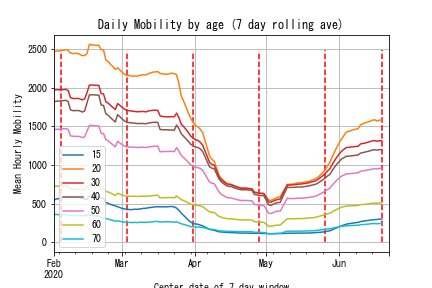 Daily Mobility by age (7 day rolling ave)
Mean Hourly Mobility
2500
2000
1500
1000
500
0
15
20
30
40
50
60
70
Feb
2020
Mar
Apr
May
Jun
Center date of 7 day window